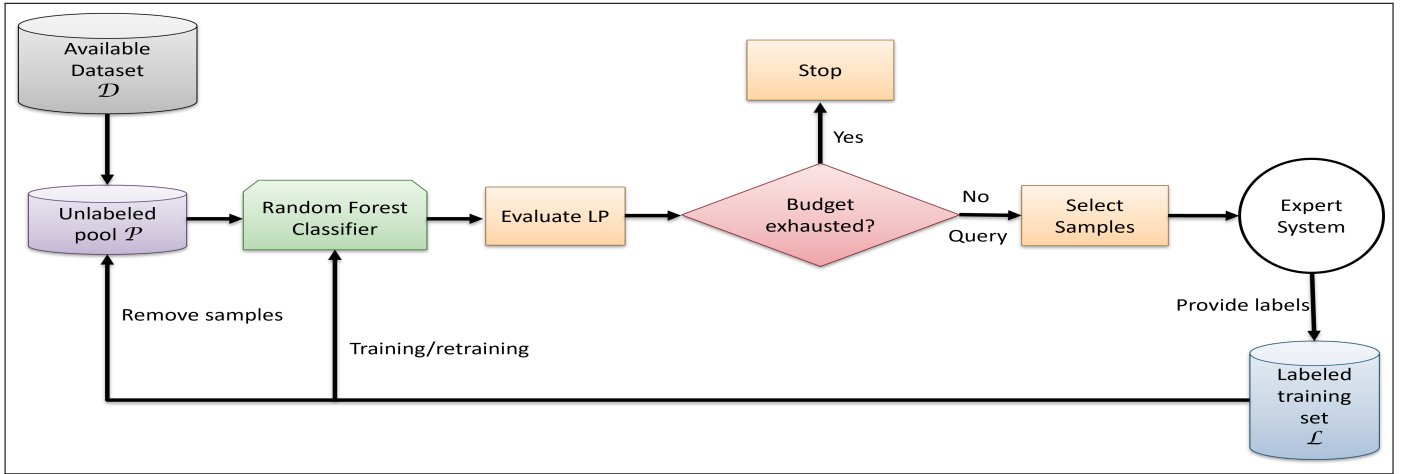 Available
Dataset
𝒟
Stop
Yes
Unlabeled
pool 𝒫
Random Forest
Classifier
Evaluate LP
Budget
exhausted?
No
Query
Select
Samples
Expert
System
Remove samples
Training/retraining
Provide labels
Labeled
training
set
ℒ